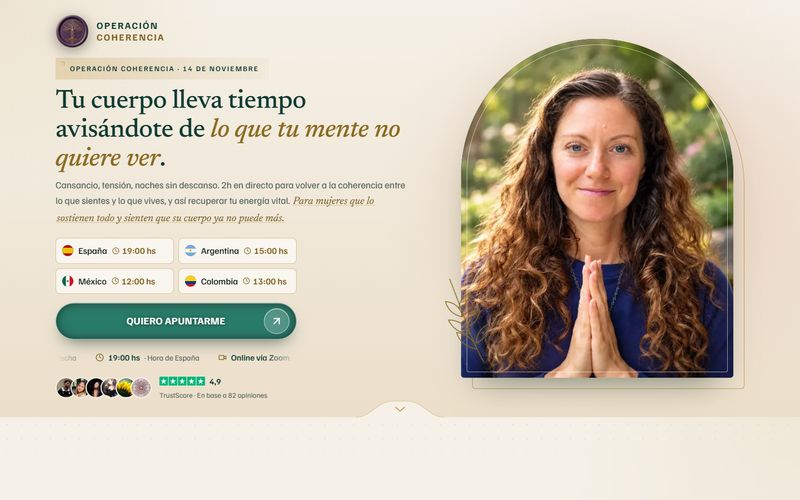 OPERACIÓN
COHERENCIA
OPERACIÓN COHERENCIA · 14 DE NOVIEMBRE
Tu cuerpo lleva tiempo
avisándote de lo que tu mente no
quiere ver.
Cansancio, tensión, noches sin descanso. 2h en directo para volver a la coherencia entre
lo que sientes y lo que vives, y así recuperar tu energía vital. Para mujeres que lo
sostienen todo y sienten que su cuerpo ya no puede más.
España 19:00 hs Argentina 15:00 hs
México 12:00 hs Colombia 13:00 hs
QUIERO APUNTARME
19:00 hs · Hora de España Online via Zoom
4,9
TrustScore · En base a 82 opiniones